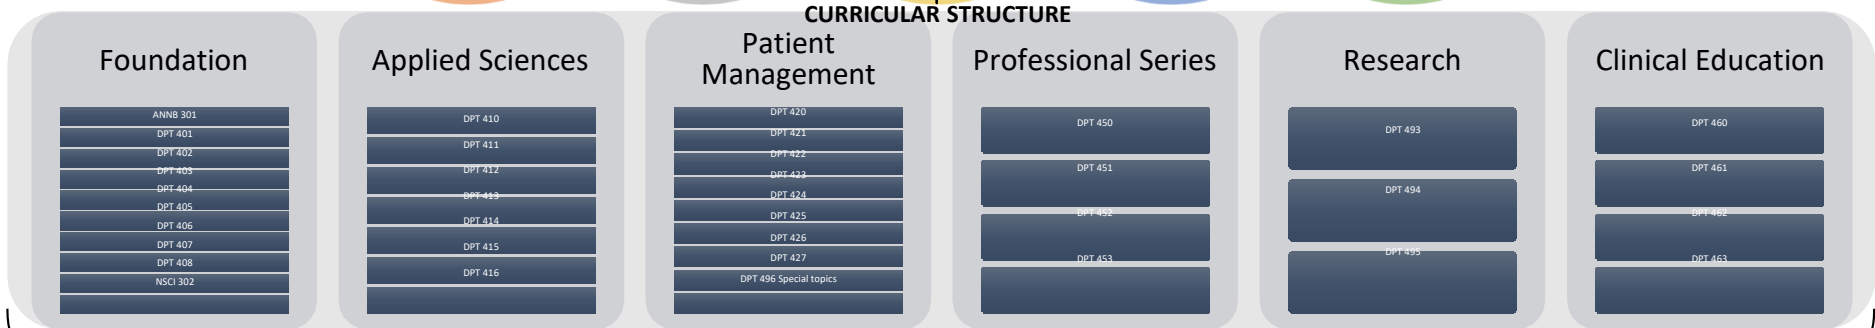 CURRICULAR STRUCTURE
Foundation
ANNB 301
DPT 401
DPT 402
DPT 403
DPT 404
DPT 405
DPT 406
DPT 407
DPT 408
NSCI 302
Applied Sciences
DPT 410
DPT 411
DPT 412
DPT 413
DPT 414
DPT 415
DPT 416
Patient
Management
DPT 420
DPT 421
DPT 422
DPT 423
DPT 424
DPT 425
DPT 426
DPT 427
DPT 496 Special topics
Professional Series
DPT 450
DPT 451
DPT 452
DPT 453
Research
DPT 493
DPT 494
DPT 495
Clinical Education
DPT 460
DPT 461
DPT 462
DPT 463